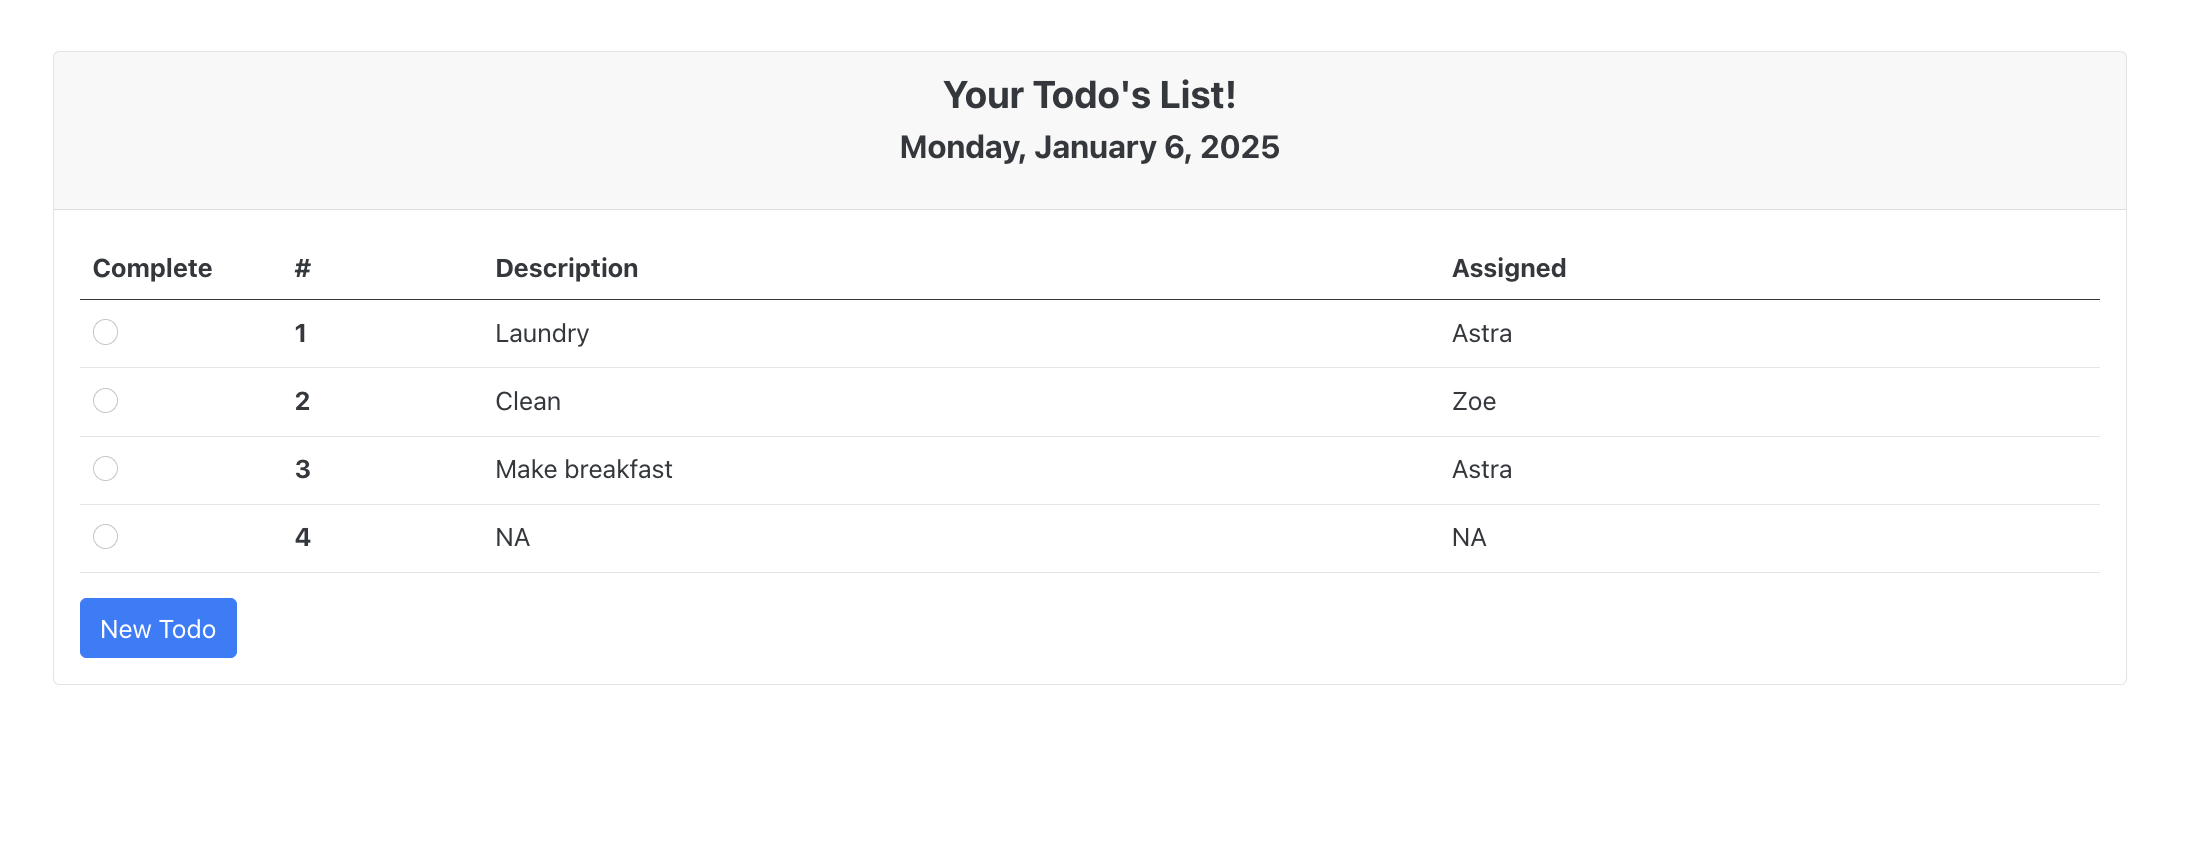 Your Todo's List!
Monday, January 6, 2025
Complete # Description Assigned
1 Laundry Astra
2 Clean Zoe
3 Make breakfast Astra
4 NA NA
New Todo